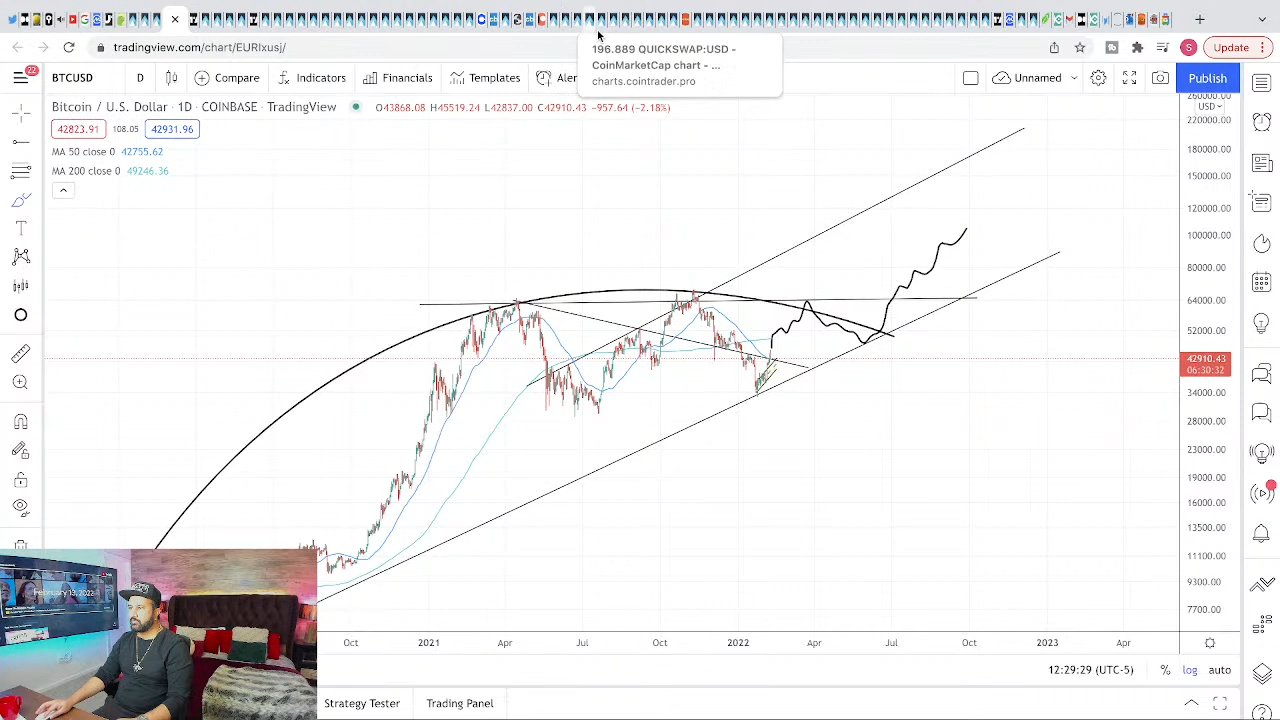 tradingview.com/chart/EURIxusj/
S
Update
196.889 QUICKSWAP:USD -
CoinMarketCap chart - ...
charts.cointrader.pro
22
BTCUSD
D
Compare
Indicators
Financials
Templates
Unnamed
Publish
Bitcoin / U.S. Dollar · 1D · COINBASE · TradingView
O43868.08 H45519.24 L42837.00 C42910.43 −957.64 (−2.18%)
42823.91
108.05
42931.96
MA 50 close 0 42755.62
MA 200 close 0 49246.36
260000.00
USD
220000.00
180000.00
150000.00
120000.00
100000.00
80000.00
64000.00
52000.00
42910.43
06:30:32
34000.00
28000.00
23000.00
19000.00
16000.00
13500.00
11100.00
9300.00
7700.00
February 13, 2022
Oct
2021
Apr
Jul
Oct
2022
Apr
Jul
Oct
2023
Apr
12:29:29 (UTC-5)
%
log
auto
Strategy Tester
Trading Panel